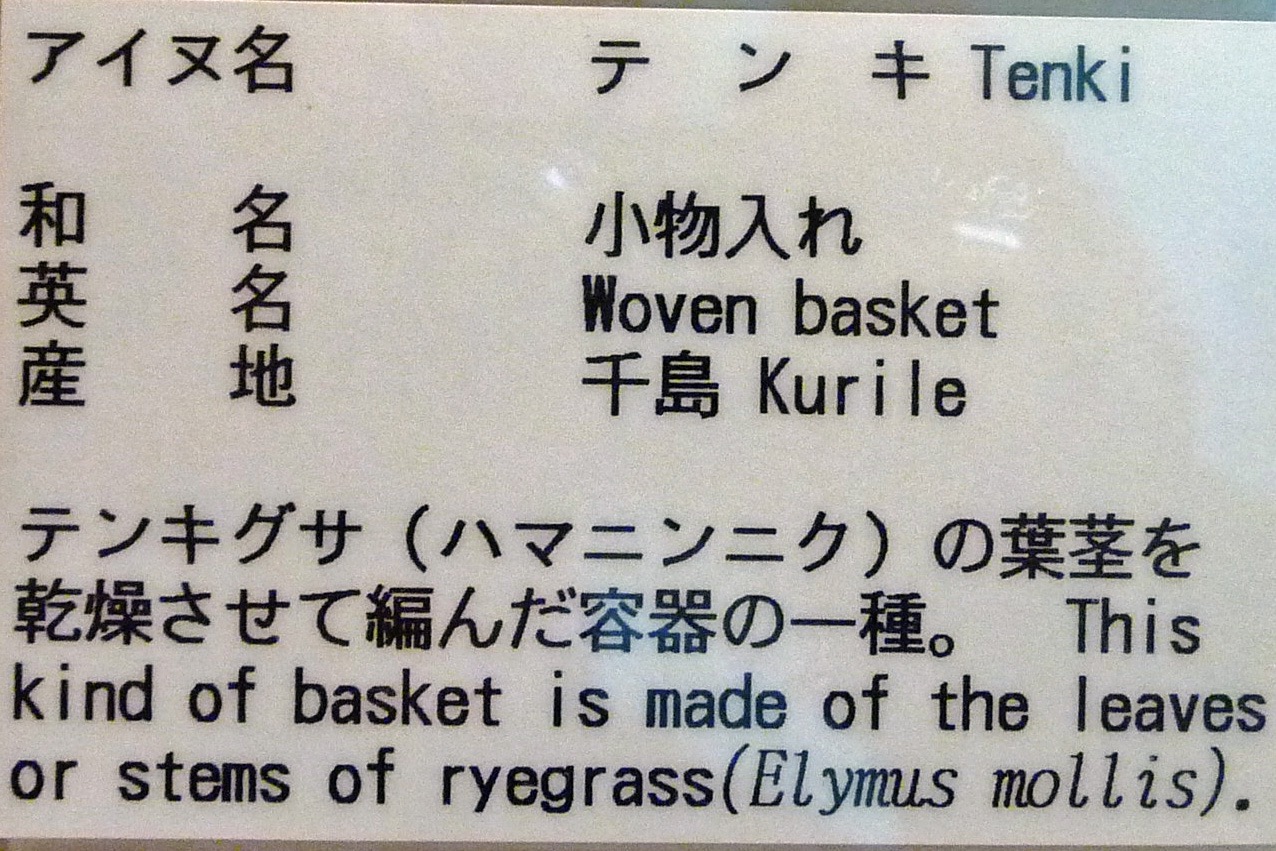 アイヌ名 テンキ Tenki
和名 小物入れ
英名 Woven basket
産地 千島 Kurile
テンキグサ（ハマニンニク）の葉茎を
乾燥させて編んだ容器の一種。 This
kind of basket is made of the leaves
or stems of ryegrass(Elymus mollis).